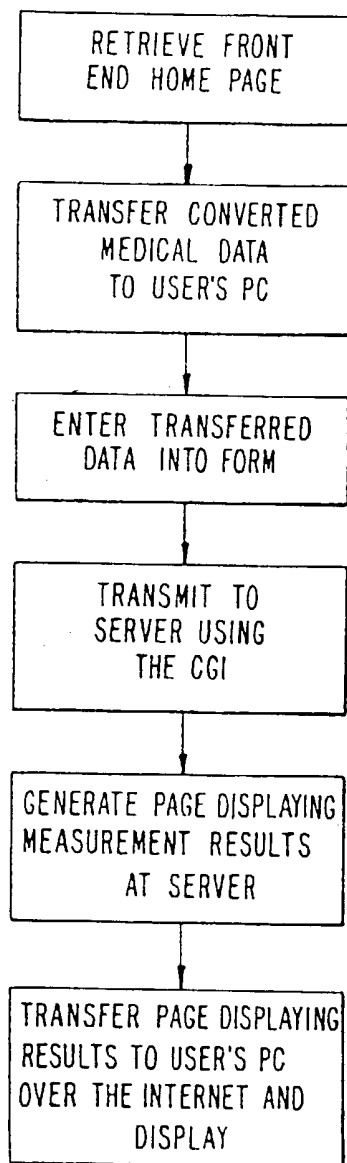 RETRIEVE FRONT
END HOME PAGE
TRANSFER CONVERTED
MEDICAL DATA
TO USER'S PC
ENTER TRANSFERRED
DATA INTO FORM
TRANSMIT TO
SERVER USING
THE CGI
GENERATE PAGE DISPLAYING
MEASUREMENT RESULTS
AT SERVER
TRANSFER PAGE DISPLAYING
RESULTS TO USER'S PC
OVER THE INTERNET AND
DISPLAY